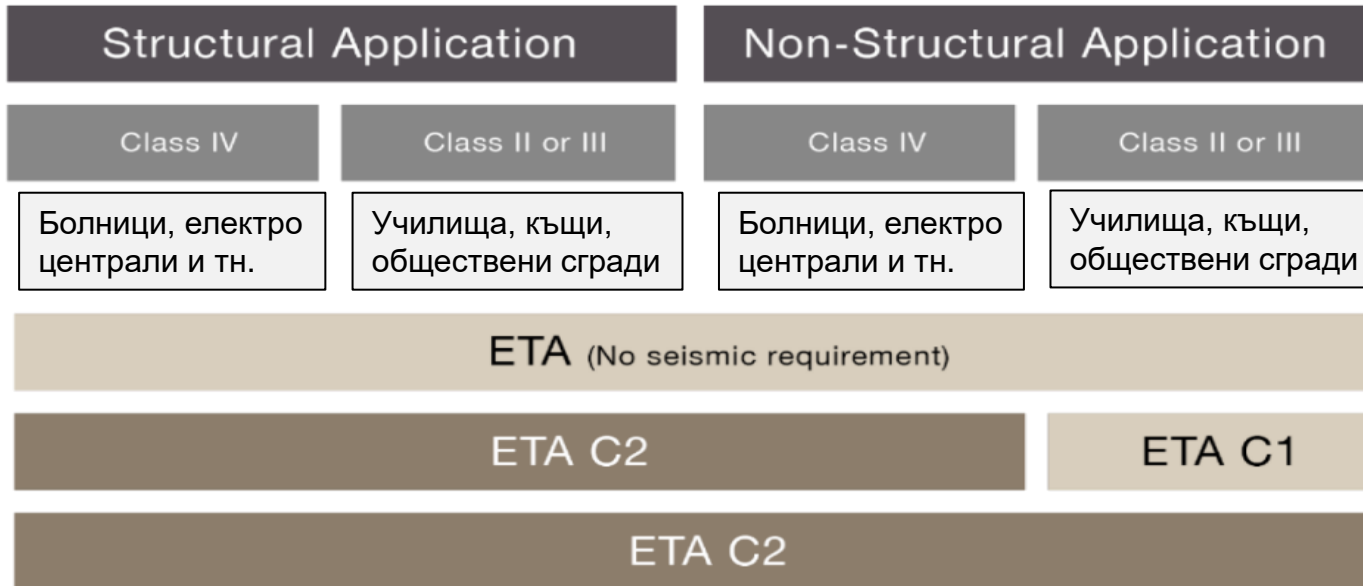 Structural Application
Non-Structural Application
Class IV
Class II or III
Class IV
Class II or III
Болници, електро
централи и тн.
Училища, къщи,
обществени сгради
Болници, електро
централи и тн.
Училища, къщи,
обществени сгради
ETA (No seismic requirement)
ETA C2
ETA C1
ETA C2